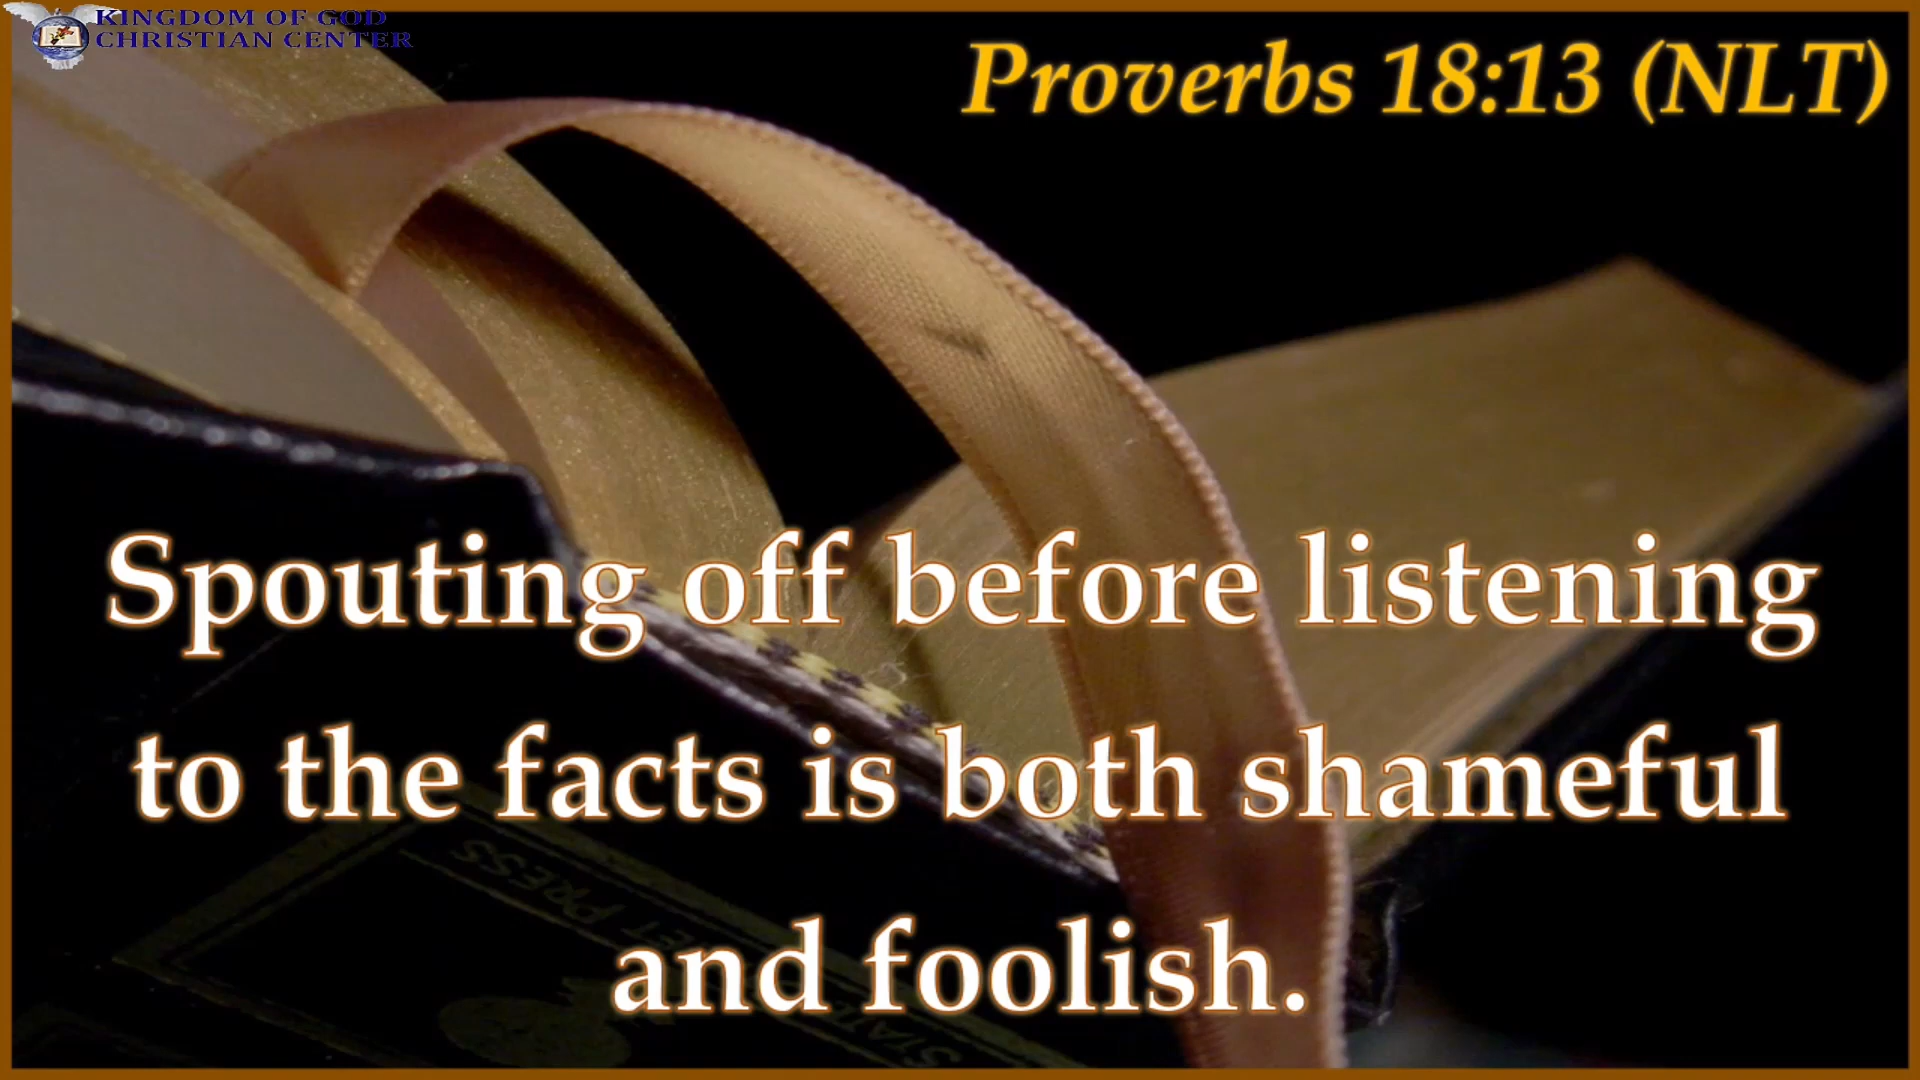 KINGDOM OF GOD
CHRISTIAN CENTER
Proverbs 18:13 (NLT)
Spouting off before listening
to the facts is both shameful
and foolish.